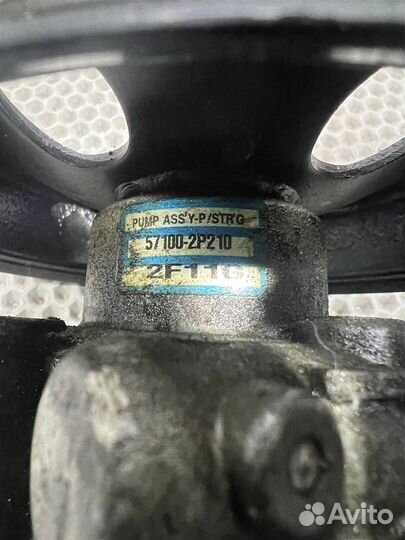 PUMP ASS'Y-P/STR'G
57100-2P210
2F11G
Avito